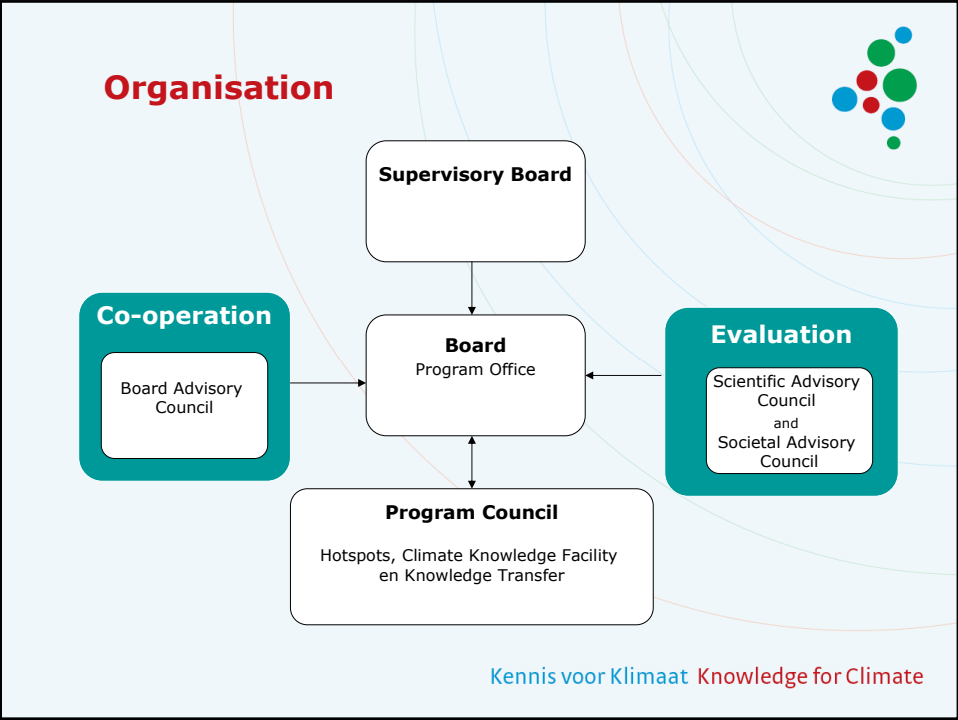 Organisation
Supervisory Board
Co-operation
Board Advisory
Council
Board
Program Office
Evaluation
Scientific Advisory
Council
and
Societal Advisory
Council
Program Council
Hotspots, Climate Knowledge Facility
en Knowledge Transfer
Kennis voor Klimaat Knowledge for Climate